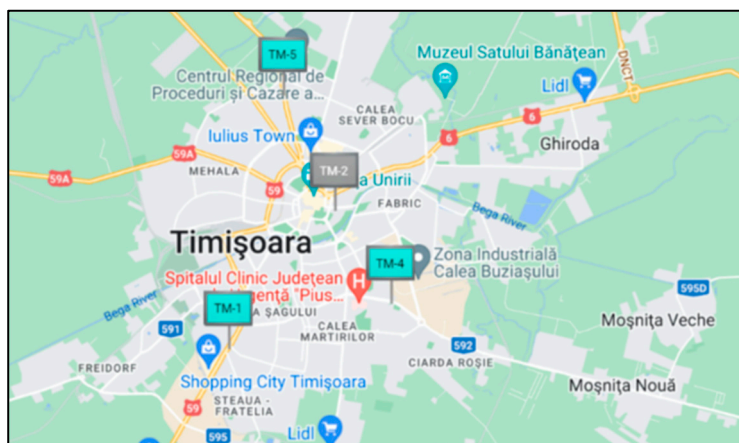 TM-5
Centrul Regional de
Proceduri și Cazare a...
Muzeul Satului Bănățean
DNCT
Lidl
CALEA
SEVER BOCU
Iulius Town
6
6
Ghiroda
59A
59A
MEHALA
TM-2
Unirii
59
FABRIC
Bega River
Timișoara
Zona Industrială
Calea Buziașului
Spitalul Clinic Județean
TM-4
"Pius...
H
595D
Bega River
TM-1
ȘAGULUI
591
CALEA
MARTIRILOR
Moșnița Veche
592
FREIDORF
CIARDA ROȘIE
Shopping City Timișoara
Moșnița Nouă
STEAUA -
FRATELIA
59
Lidl
595